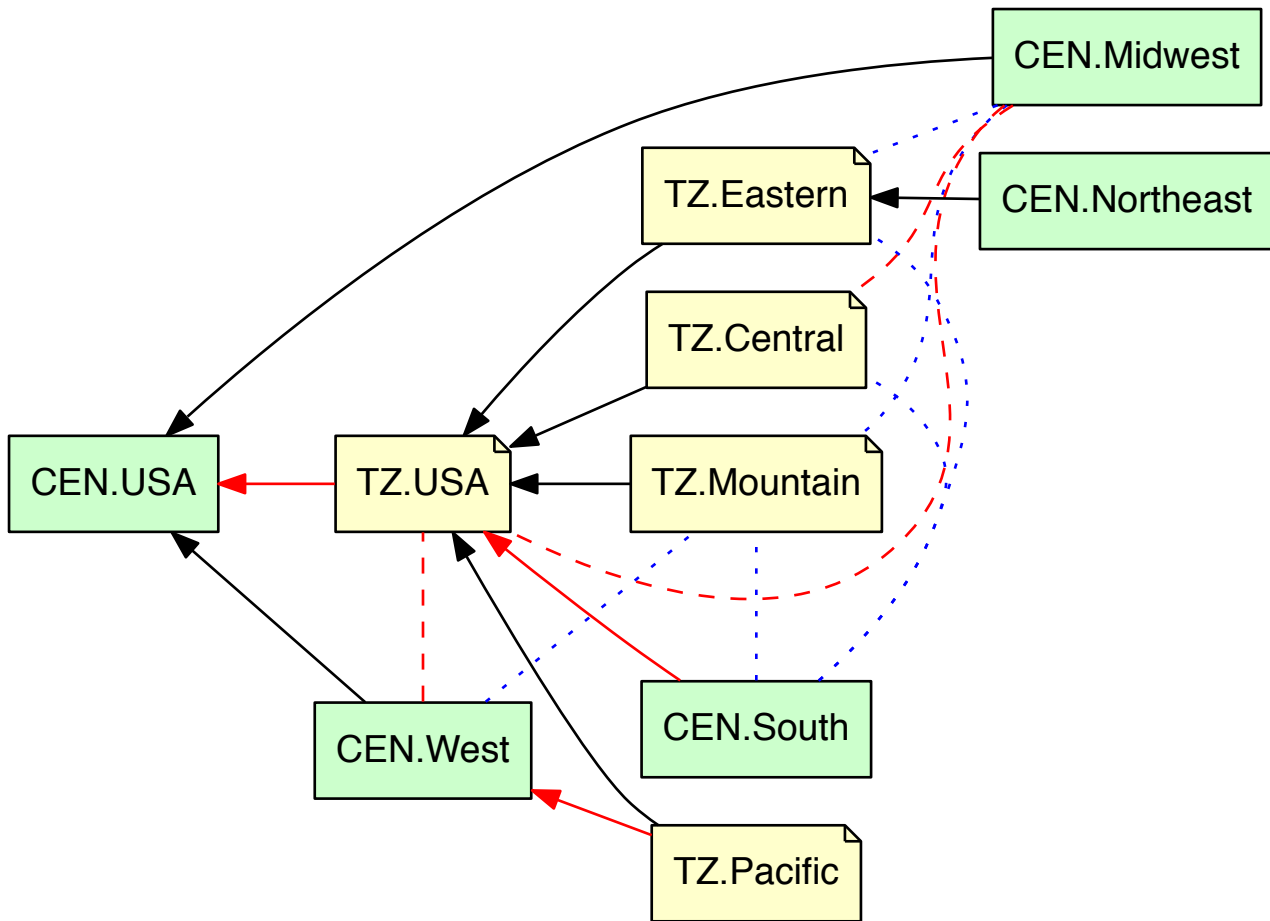 CEN.Midwest
TZ.Eastern
CEN.Northeast
TZ.Central
CEN.USA
TZ.USA
TZ.Mountain
CEN.West
CEN.South
TZ.Pacific